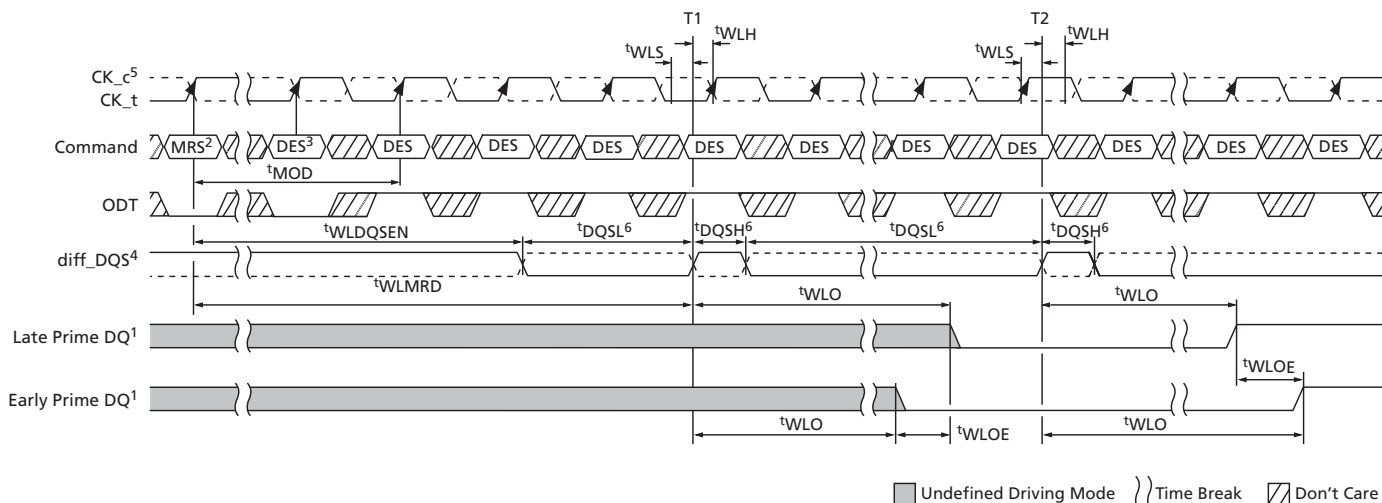 T1 T2
tWLH tWLH
tWLS tWLS
CK_c5
CK_t
Command MRS2 DES3 DES DES DES DES DES DES DES DES DES
tMOD
ODT
tWLDQSEN tDQSL6 tDQSH6 tDQSL6 tDQSH6
diff_DQS4
tWLMRD tWLO tWLO
Late Prime DQ1
tWLOE
Early Prime DQ1
tWLO tWLOE tWLO
Undefined Driving Mode Time Break Don't Care